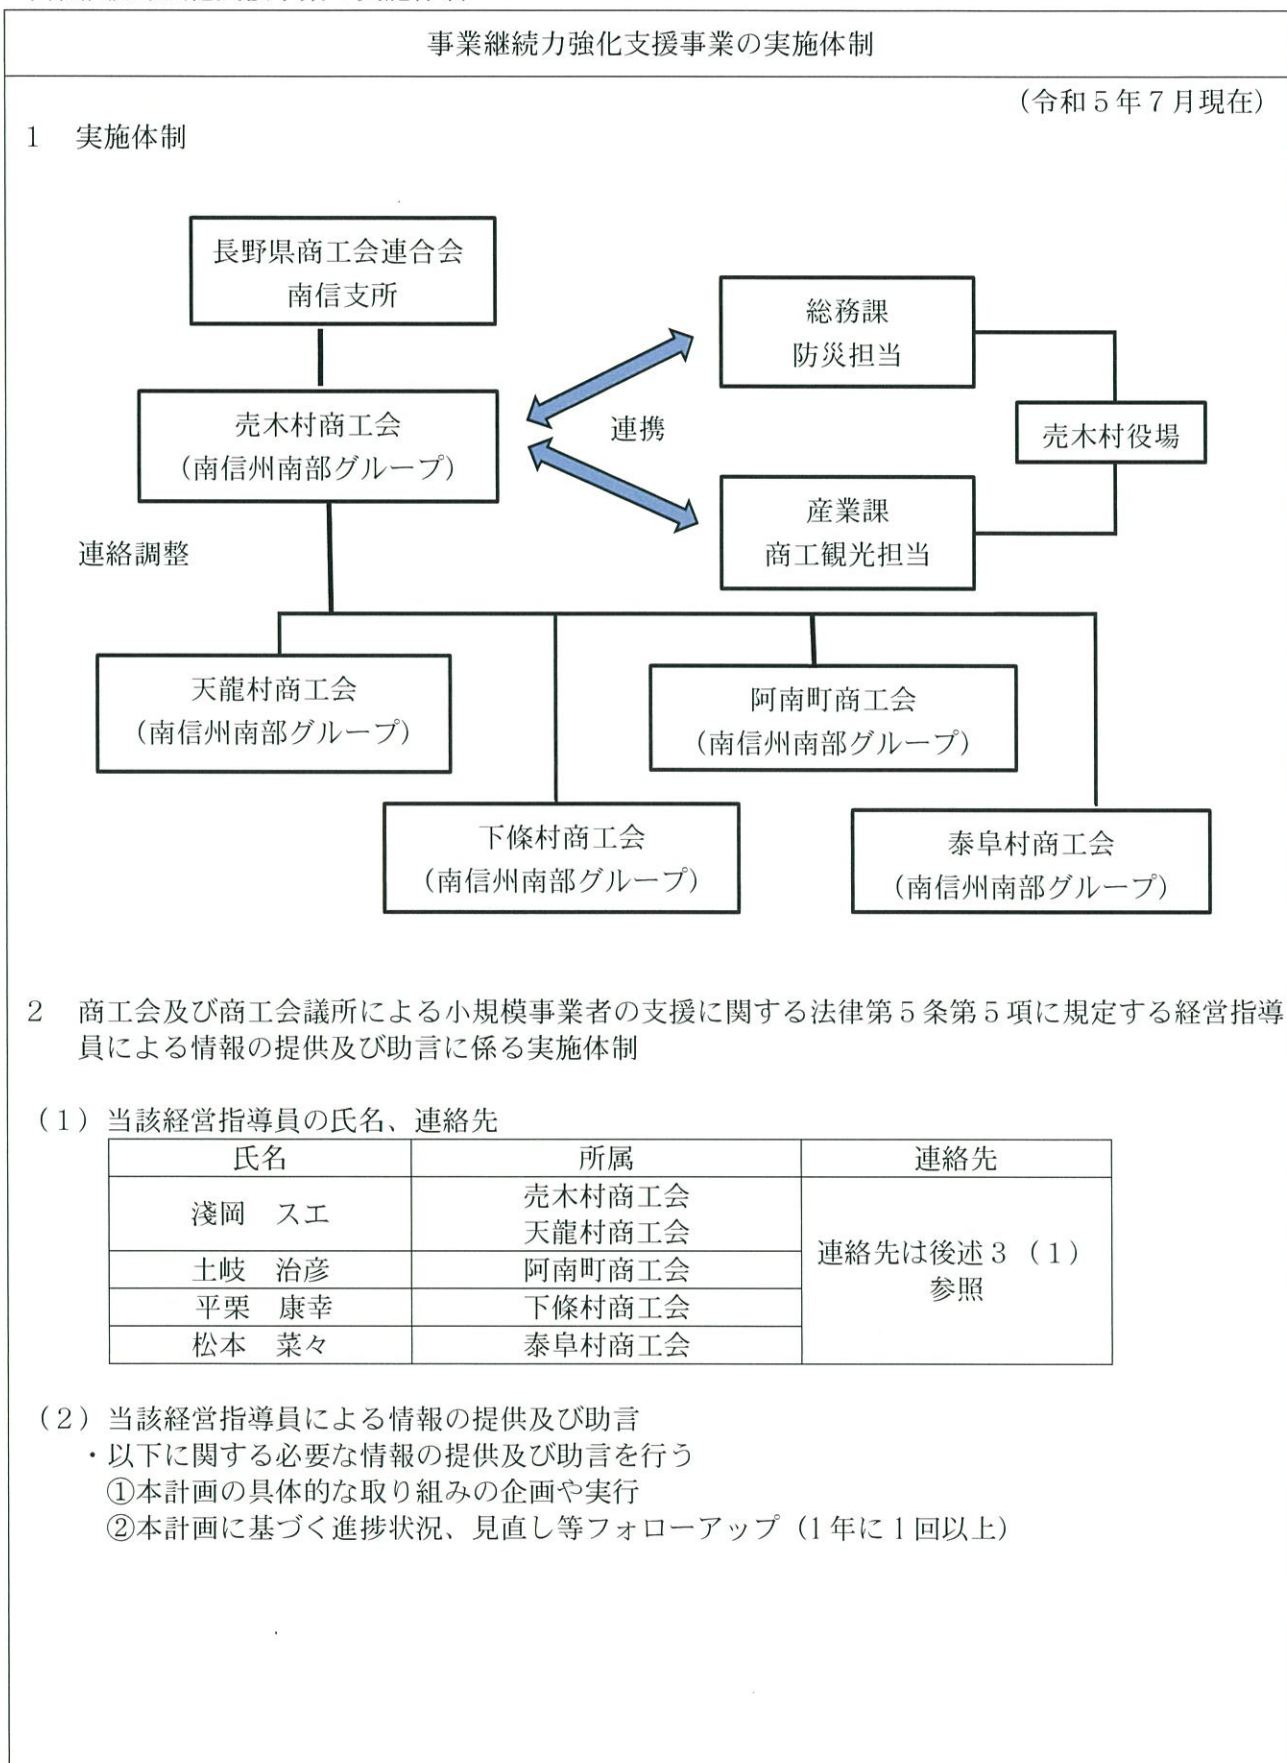 事業継続力強化支援事業の実施体制
（令和５年７月現在）
１　実施体制
長野県商工会連合会
南信支所
総務課
防災担当
売木村商工会
（南信州南部グループ）
連携
売木村役場
産業課
商工観光担当
連絡調整
天龍村商工会
（南信州南部グループ）
阿南町商工会
（南信州南部グループ）
下條村商工会
（南信州南部グループ）
泰阜村商工会
（南信州南部グループ）
２　商工会及び商工会議所による小規模事業者の支援に関する法律第５条第５項に規定する経営指導
員による情報の提供及び助言に係る実施体制
（１）当該経営指導員の氏名、連絡先
氏名　所属　連絡先
淺岡　スエ　売木村商工会
天龍村商工会
連絡先は後述３（１）
参照
土岐　治彦　阿南町商工会
平栗　康幸　下條村商工会
松本　菜々　泰阜村商工会
（２）当該経営指導員による情報の提供及び助言
・以下に関する必要な情報の提供及び助言を行う
①本計画の具体的な取り組みの企画や実行
②本計画に基づく進捗状況、見直し等フォローアップ（１年に１回以上）